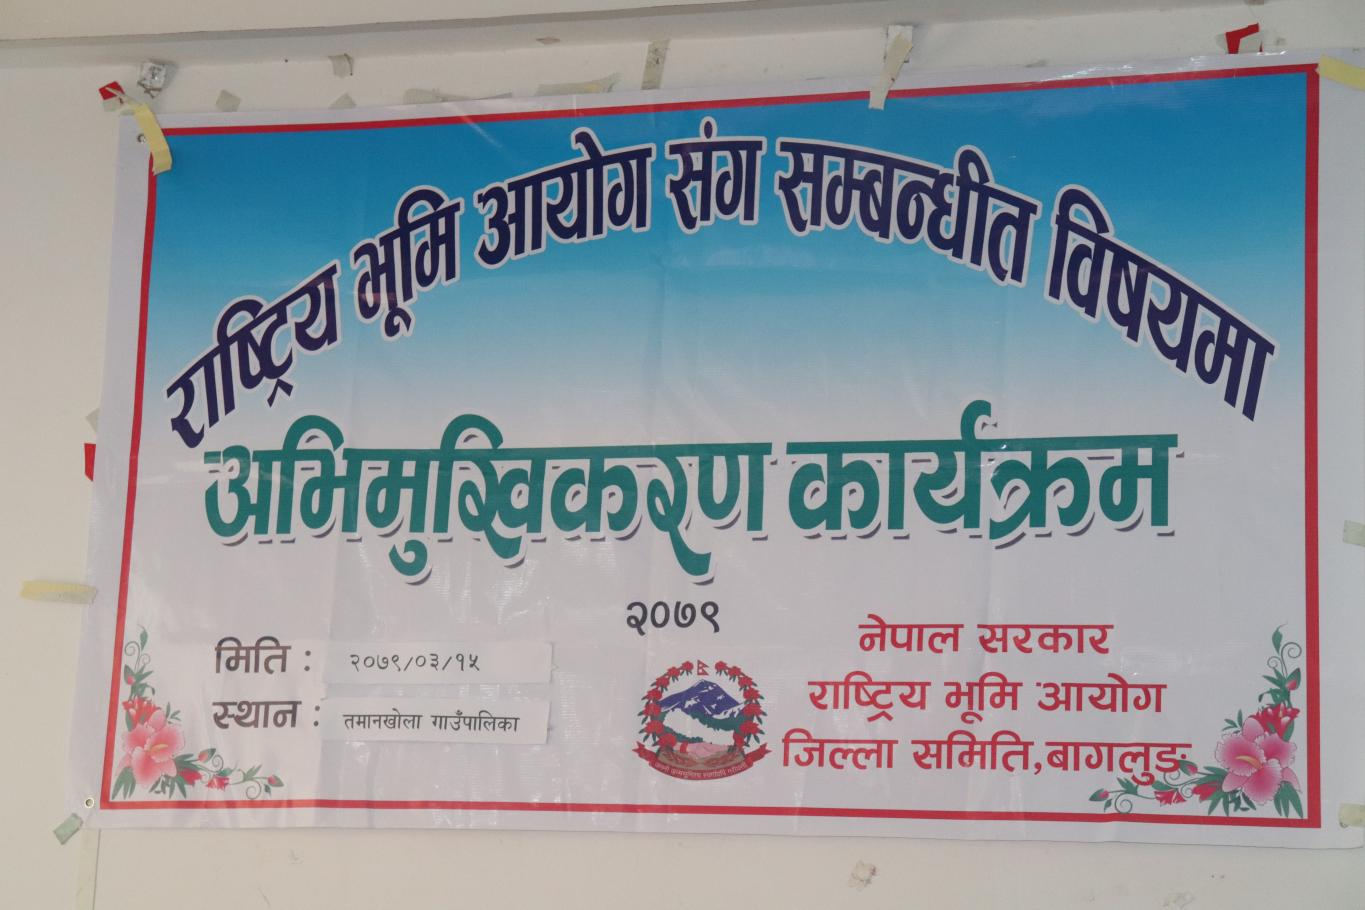 राष्ट्रिय भूमि आयोग संग सम्बन्धीत विषयमा
अभिमुखिकरण कार्यक्रम
२०७९
मिति : २०७९/०३/१५
स्थान : तमानखोला गाउँपालिका
नेपाल सरकार
राष्ट्रिय भूमि आयोग
जिल्ला समिति,बागलुङ